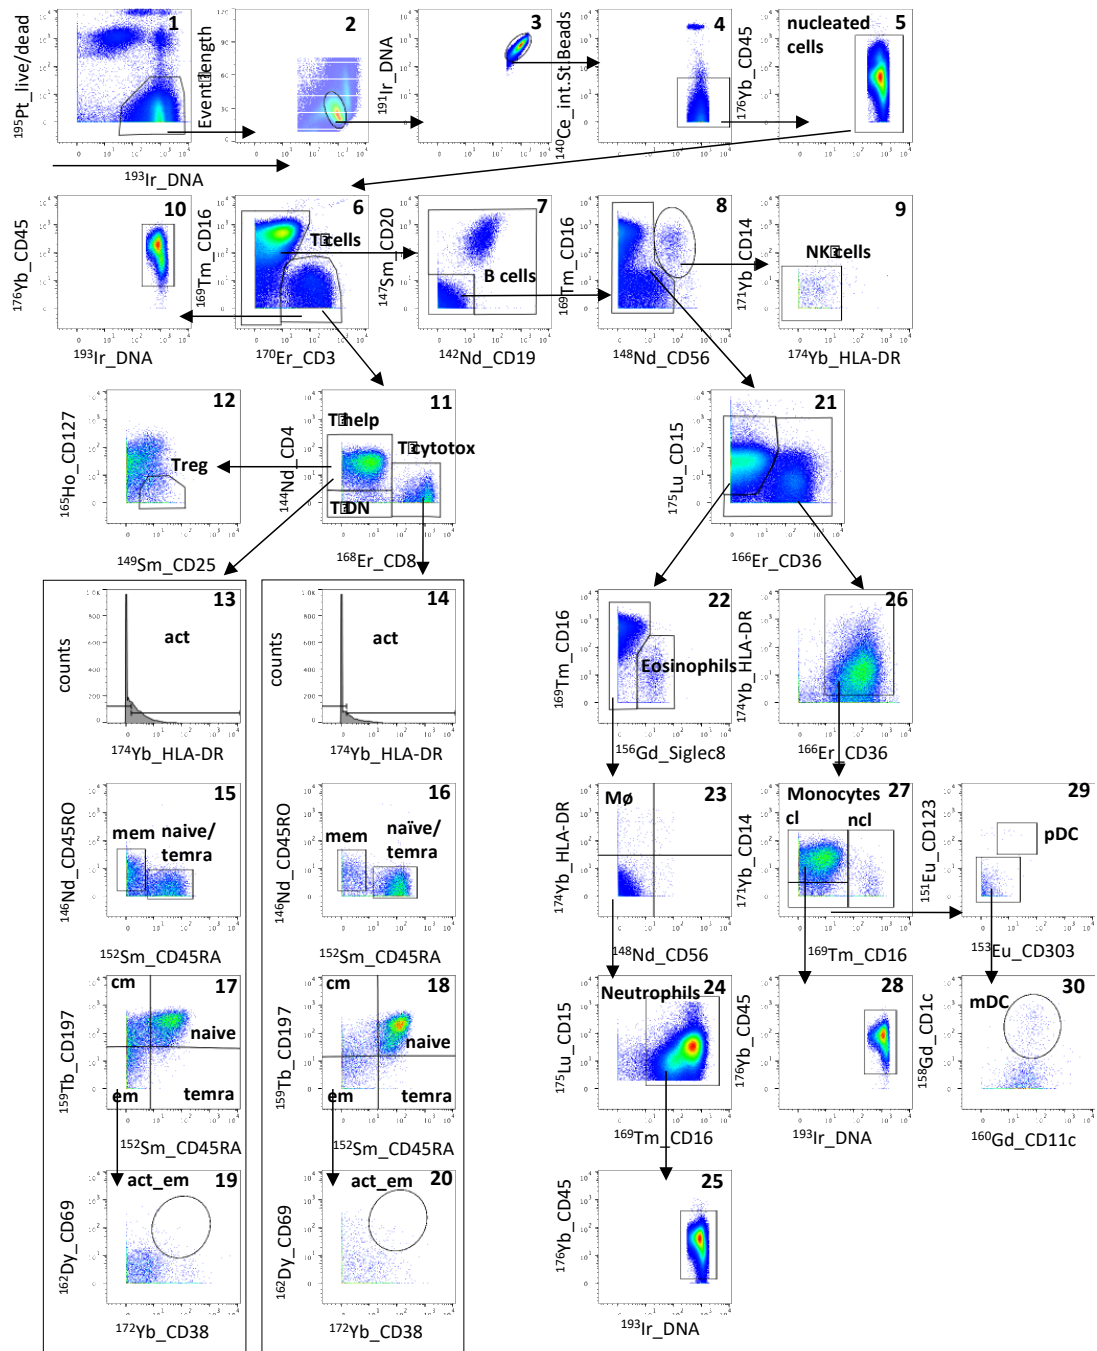 1
2
3
4
5
nucleated
cells
195Pt_live/dead
Event length
191Ir_DNA
140Ce_int.St.Beads
176Yb_CD45
193Ir_DNA
10
6
7
8
9
T cells
B cells
NK cells
176Yb_CD45
169Tm_CD16
147Sm_CD20
169Tm_CD16
171Yb_CD14
193Ir_DNA
170Er_CD3
142Nd_CD19
148Nd_CD56
174Yb_HLA-DR
12
11
21
T help
T cytotox
Treg
T DN
165Ho_CD127
144Nd_CD4
175Lu_CD15
149Sm_CD25
168Er_CD8
166Er_CD36
13
14
22
26
act
act
Eosinophils
counts
counts
169Tm_CD16
174Yb_HLA-DR
174Yb_HLA-DR
174Yb_HLA-DR
156Gd_Siglec8
166Er_CD36
15
16
23
27
29
mem
naive/
temra
mem
naïve/
temra
Mø
Monocytes
cl
ncl
pDC
146Nd_CD45RO
146Nd_CD45RO
174Yb_HLA-DR
171Yb_CD14
151Eu_CD123
152Sm_CD45RA
152Sm_CD45RA
148Nd_CD56
169Tm_CD16
153Eu_CD303
17
18
24
28
30
cm
naive
em
temra
cm
naive
em
temra
Neutrophils
mDC
159Tb_CD197
159Tb_CD197
175Lu_CD15
176Yb_CD45
158Gd_CD1c
152Sm_CD45RA
152Sm_CD45RA
169Tm_CD16
193Ir_DNA
160Gd_CD11c
19
20
25
act_em
act_em
162Dy_CD69
162Dy_CD69
176Yb_CD45
172Yb_CD38
172Yb_CD38
193Ir_DNA